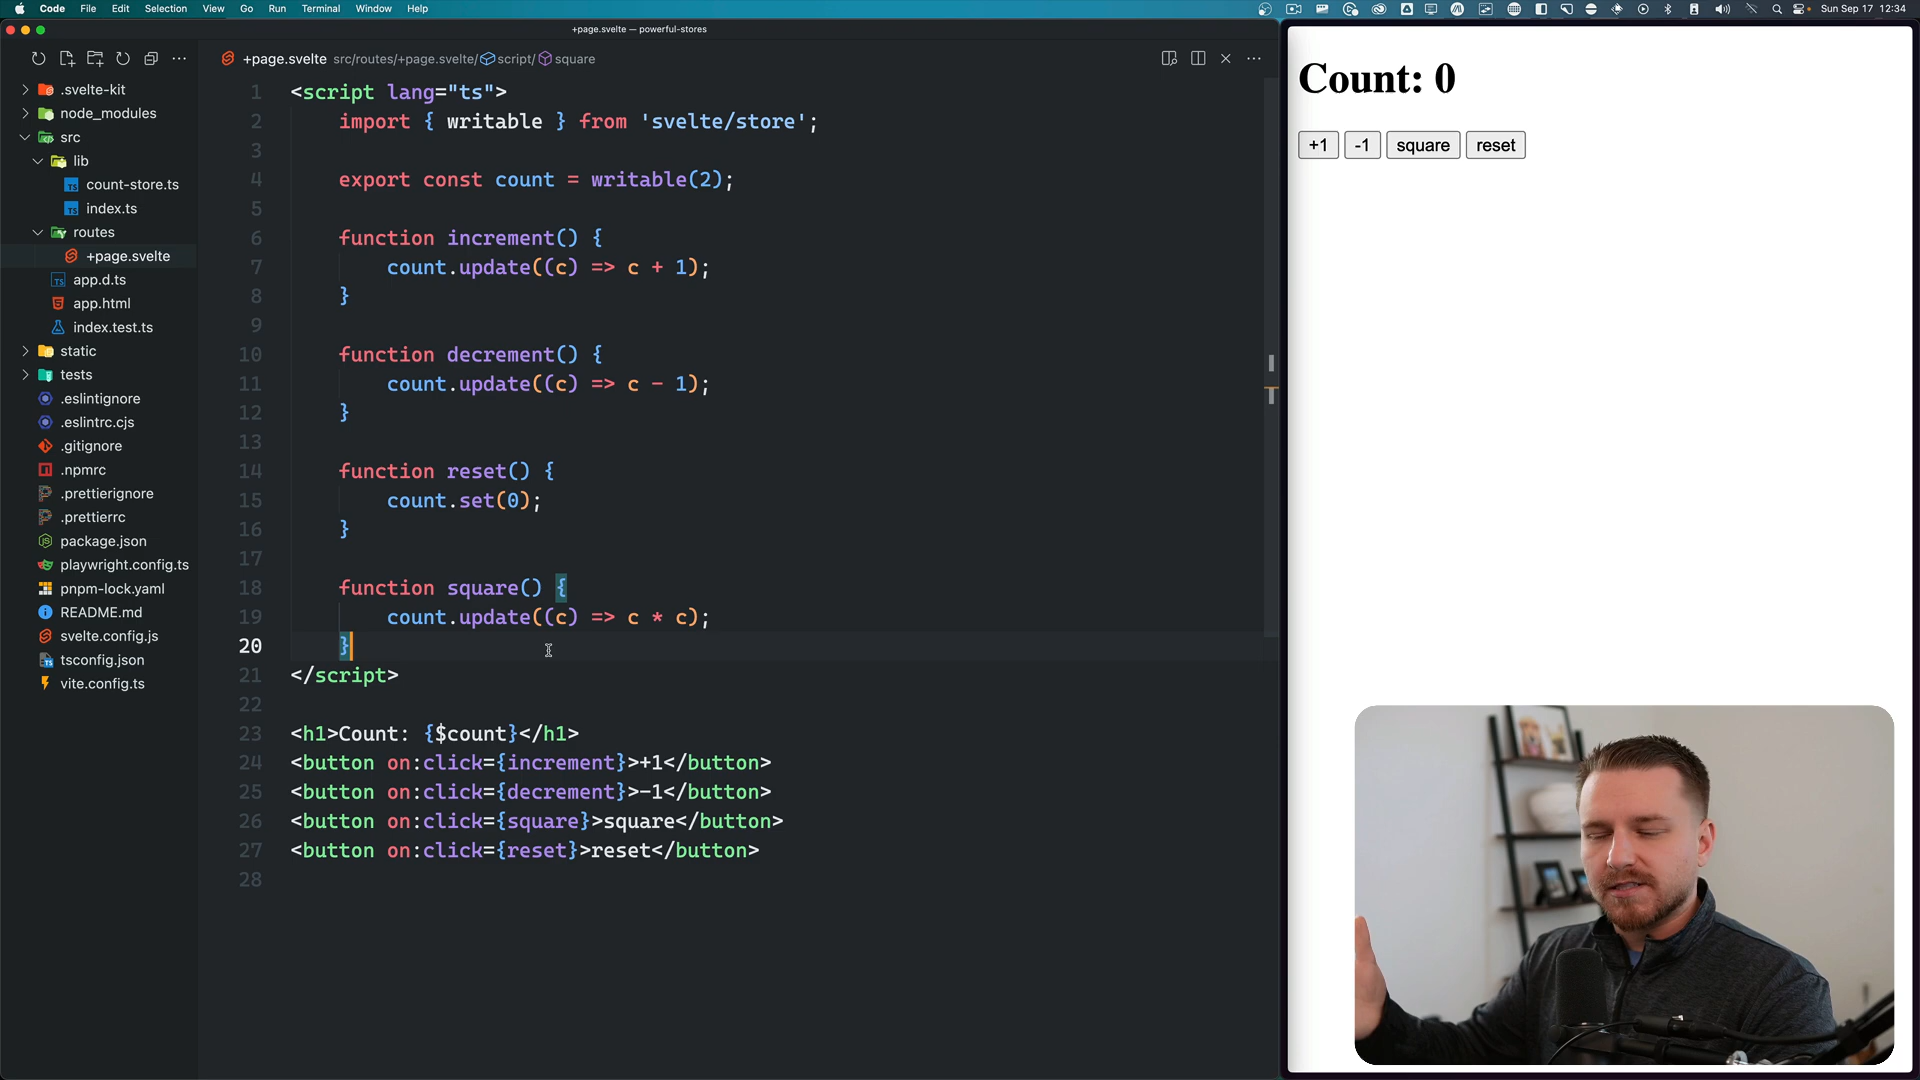 Code File Edit Selection View Go Run Terminal Window Help
Sun Sep 17 12:34
+page.svelte — powerful-stores
+page.svelte src/routes/+page.svelte/ script/ square
.svelte-kit
node_modules
src
lib
count-store.ts
index.ts
routes
+page.svelte
app.d.ts
app.html
index.test.ts
static
tests
.eslintignore
.eslintrc.cjs
.gitignore
.npmrc
.prettierignore
.prettierrc
package.json
playwright.config.ts
pnpm-lock.yaml
README.md
svelte.config.js
tsconfig.json
vite.config.ts
1 <script lang="ts">
2 import { writable } from 'svelte/store';
3
4 export const count = writable(2);
5
6 function increment() {
7 count.update((c) => c + 1);
8 }
9
10 function decrement() {
11 count.update((c) => c - 1);
12 }
13
14 function reset() {
15 count.set(0);
16 }
17
18 function square() {
19 count.update((c) => c * c);
20 }
21 </script>
22
23 <h1>Count: {$count}</h1>
24 <button on:click={increment}>+1</button>
25 <button on:click={decrement}>-1</button>
26 <button on:click={square}>square</button>
27 <button on:click={reset}>reset</button>
28
Count: 0
+1 -1 square reset